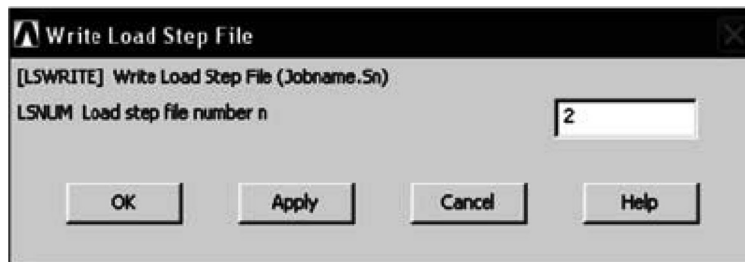 Write Load Step File
[LSWRITE] Write Load Step File (Jobname.Sn)
LSNUM Load step file number n
2
OK Apply Cancel Help